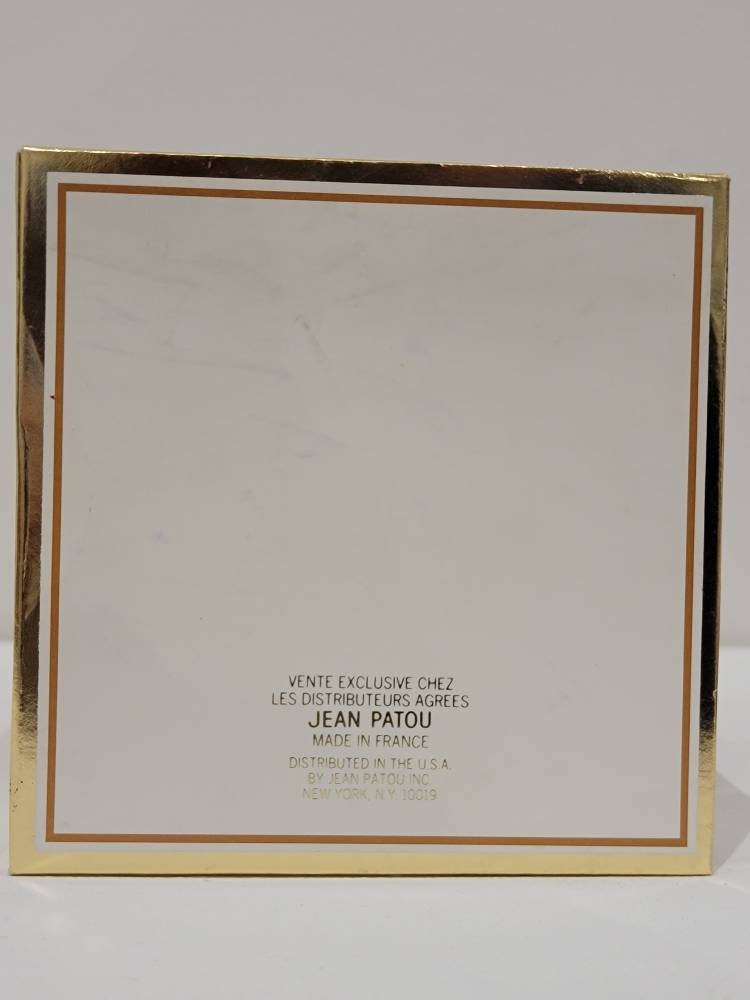 VENTE EXCLUSIVE CHEZ
LES DISTRIBUTEURS AGREES
JEAN PATOU
MADE IN FRANCE
DISTRIBUTED IN THE U.S.A.
BY JEAN PATOU INC.
NEW YORK, N.Y. 10019